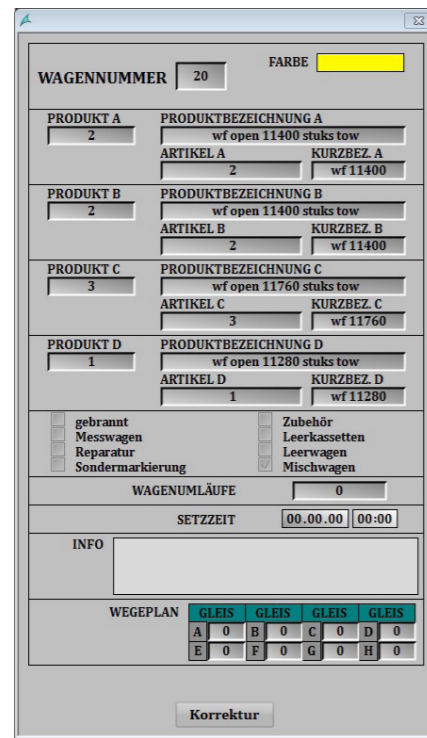 WAGENNUMMER 20 FARBE
PRODUKT A PRODUKTBEZEICHNUNG A
2 wf open 11400 stuks tow
ARTIKEL A KURZBEZ. A
2 wf 11400
PRODUKT B PRODUKTBEZEICHNUNG B
2 wf open 11400 stuks tow
ARTIKEL B KURZBEZ. B
2 wf 11400
PRODUKT C PRODUKTBEZEICHNUNG C
3 wf open 11760 stuks tow
ARTIKEL C KURZBEZ. C
3 wf 11760
PRODUKT D PRODUKTBEZEICHNUNG D
1 wf open 11280 stuks tow
ARTIKEL D KURZBEZ. D
1 wf 11280
gebrannt Zubehör
Messwagen Leerkassetten
Reparatur Leerwagen
Sondermarkierung Mischwagen
WAGENUMLÄUFE 0
SETZZEIT 00.00.00 00:00
INFO
WEGEPLAN GLEIS GLEIS GLEIS GLEIS
A 0 B 0 C 0 D 0
E 0 F 0 G 0 H 0
Korrektur